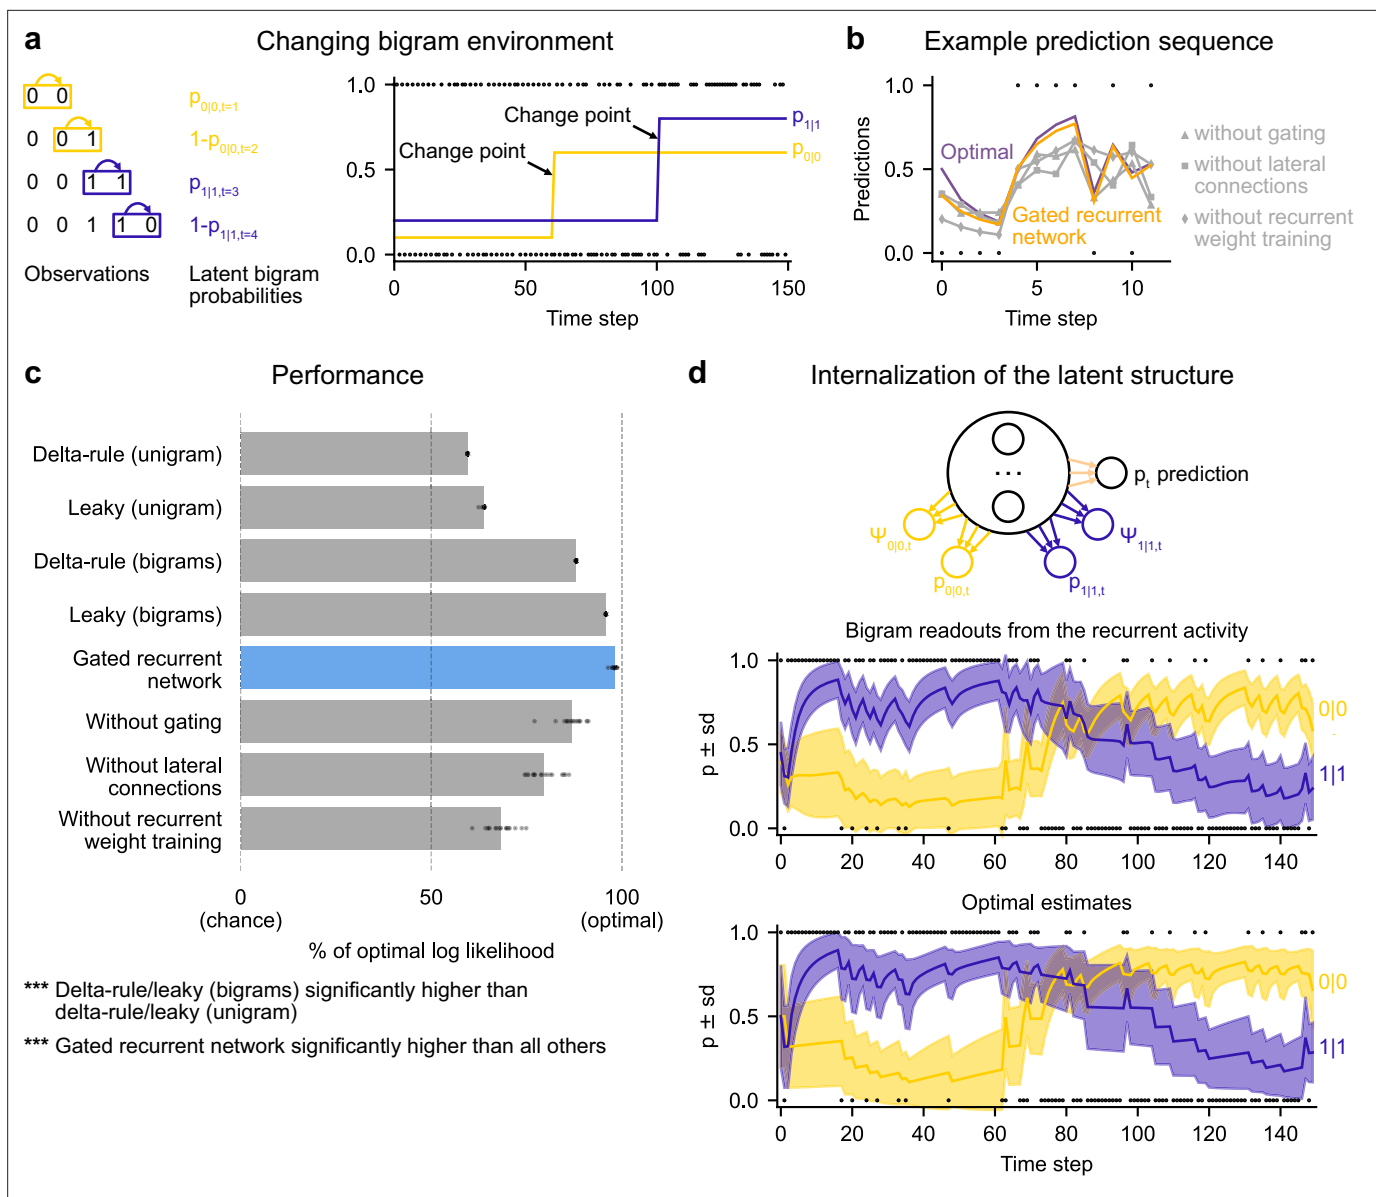 a
Changing bigram environment
0 0
p0|0,t=1
0 0 1
1-p0|0,t=2
0 0 1 1
p1|1,t=3
0 0 1 1 0
1-p1|1,t=4
Observations
Latent bigram
probabilities
1.0
0.5
0.0
Change point
Change point
p1|1
p0|0
0 50 100 150
Time step
b
Example prediction sequence
Predictions
1.0
0.5
0.0
Optimal
Gated recurrent
network
without gating
without lateral
connections
without recurrent
weight training
0 5 10
Time step
c
Performance
Delta-rule (unigram)
Leaky (unigram)
Delta-rule (bigrams)
Leaky (bigrams)
Gated recurrent
network
Without gating
Without lateral
connections
Without recurrent
weight training
0 50 100
(chance) (optimal)
% of optimal log likelihood
*** Delta-rule/leaky (bigrams) significantly higher than
delta-rule/leaky (unigram)
*** Gated recurrent network significantly higher than all others
d
Internalization of the latent structure
...
pt prediction
Ψ0|0,t
Ψ1|1,t
p0|0,t
p1|1,t
Bigram readouts from the recurrent activity
p ± sd
1.0
0.5
0.0
0|0
1|1
0 20 40 60 80 100 120 140
Optimal estimates
p ± sd
1.0
0.5
0.0
0|0
1|1
0 20 40 60 80 100 120 140
Time step